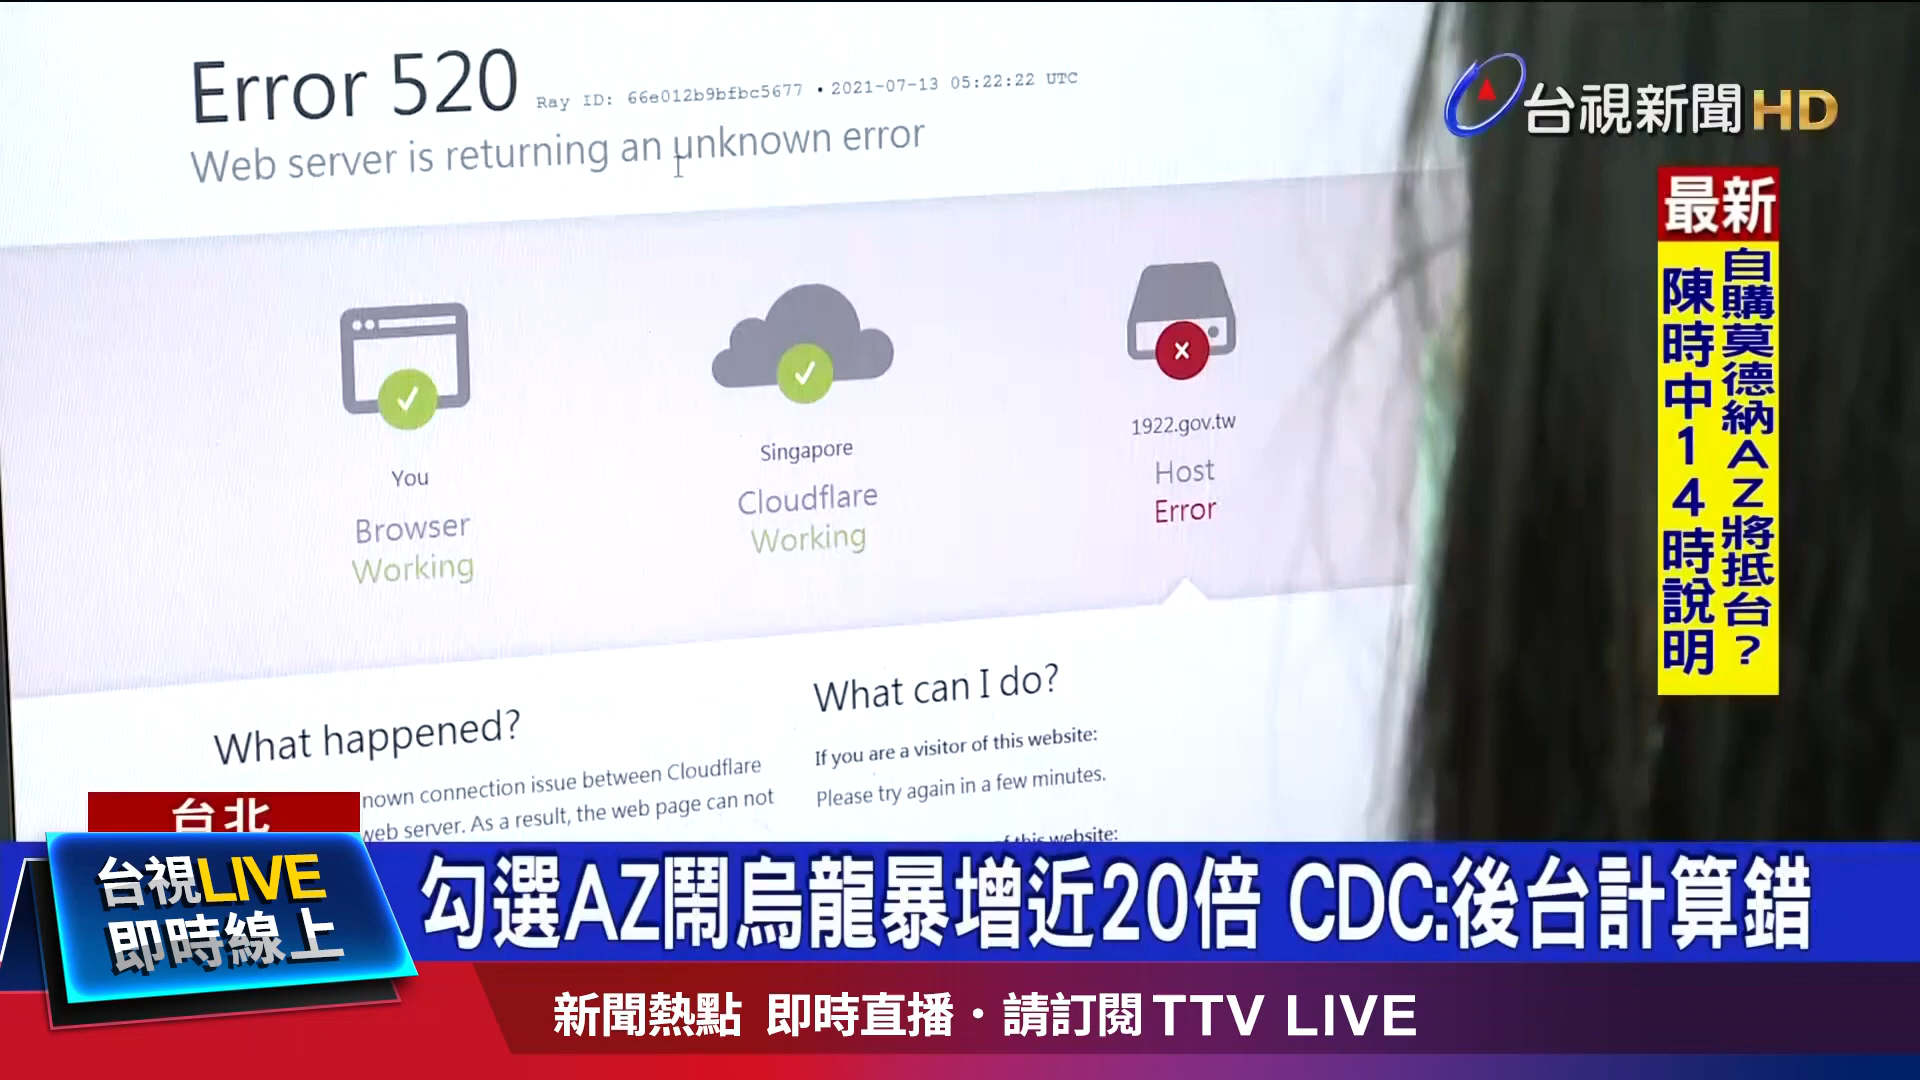 Error 520 Ray ID: 66e012b9bfbc5677 • 2021-07-13 05:22:22 UTC
Web server is returning an unknown error
台視新聞HD
最新
自購莫德納AZ將抵台?
陳時中14時說明
You
Browser
Working
Singapore
Cloudflare
Working
1922.gov.tw
Host
Error
What happened?
nown connection issue between Cloudflare
web server. As a result, the web page can not
What can I do?
If you are a visitor of this website:
Please try again in a few minutes.
this website:
台北
台視LIVE
即時線上
勾選AZ鬧烏龍暴增近20倍 CDC:後台計算錯
新聞熱點 即時直播・請訂閱TTV LIVE